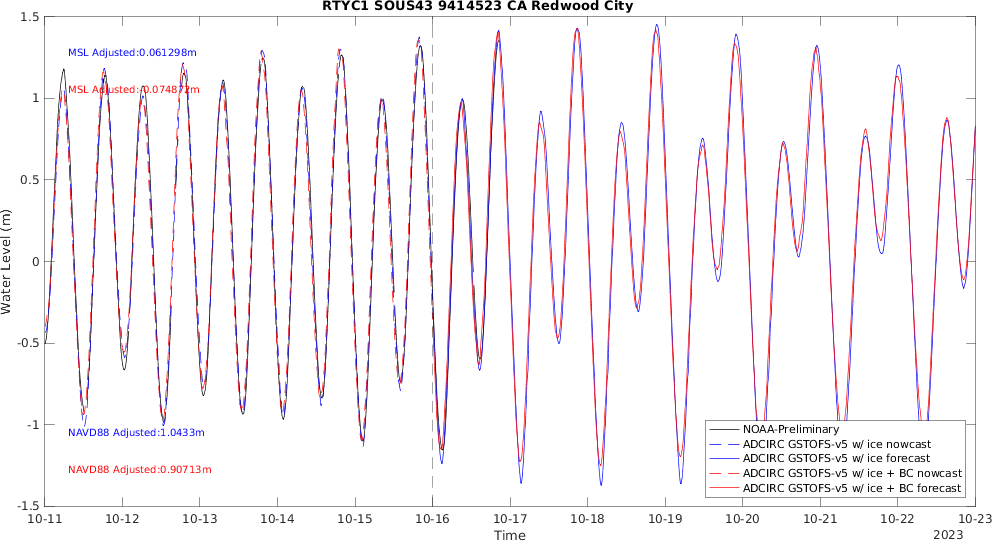 RTYC1 SOUS43 9414523 CA Redwood City
1.5
1
0.5
0
-0.5
-1
-1.5
Water Level (m)
MSL Adjusted:0.061298m
MSL Adjusted:-0.074872m
NAVD88 Adjusted:1.0433m
NAVD88 Adjusted:0.90713m
NOAA-Preliminary
ADCIRC GSTOFS-v5 w/ ice nowcast
ADCIRC GSTOFS-v5 w/ ice forecast
ADCIRC GSTOFS-v5 w/ ice + BC nowcast
ADCIRC GSTOFS-v5 w/ ice + BC forecast
10-11 10-12 10-13 10-14 10-15 10-16 10-17 10-18 10-19 10-20 10-21 10-22 10-23
Time
2023